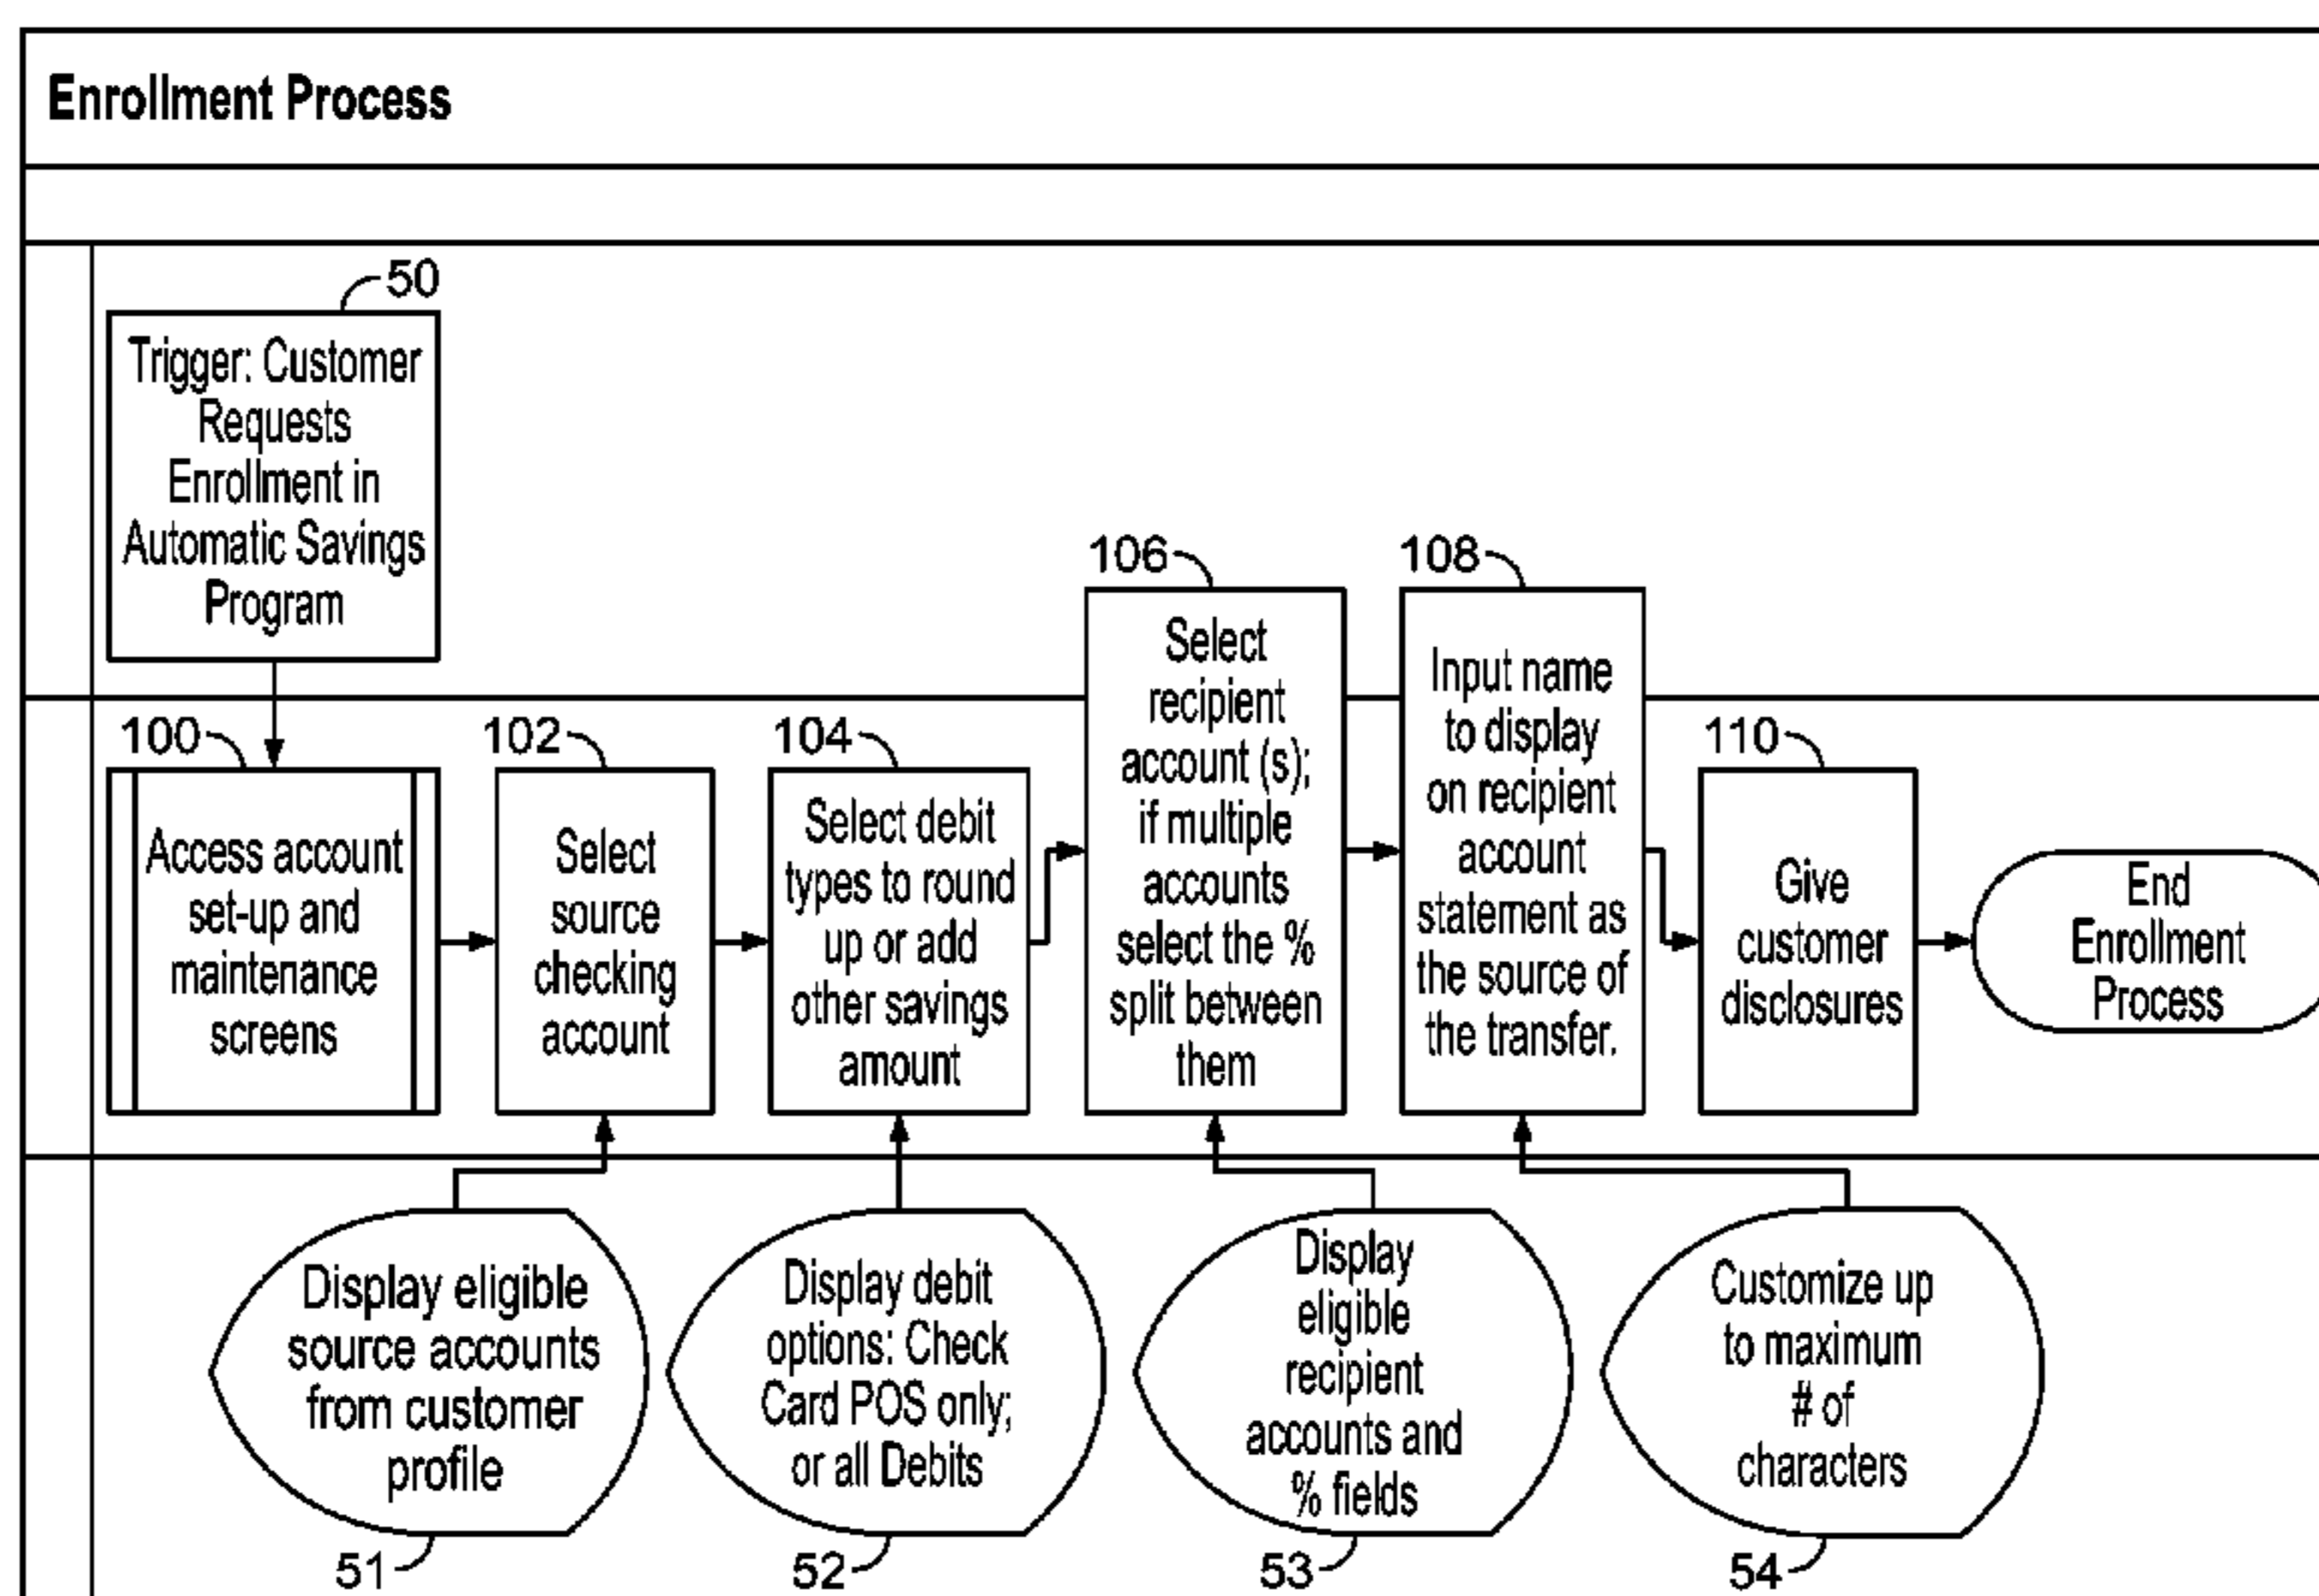 Enrollment Process
50
Trigger: Customer
Requests
Enrollment in
Automatic Savings
Program
100
Access account
set-up and
maintenance
screens
102
Select
source
checking
account
104
Select debit
types to round
up or add
other savings
amount
106
Select
recipient
account (s);
if multiple
accounts
select the %
split between
them
108
Input name
to display
on recipient
account
statement as
the source of
the transfer.
110
Give
customer
disclosures
End
Enrollment
Process
Display eligible
source accounts
from customer
profile
51
Display debit
options: Check
Card POS only;
or all Debits
52
Display
eligible
recipient
accounts and
% fields
53
Customize up
to maximum
# of
characters
54